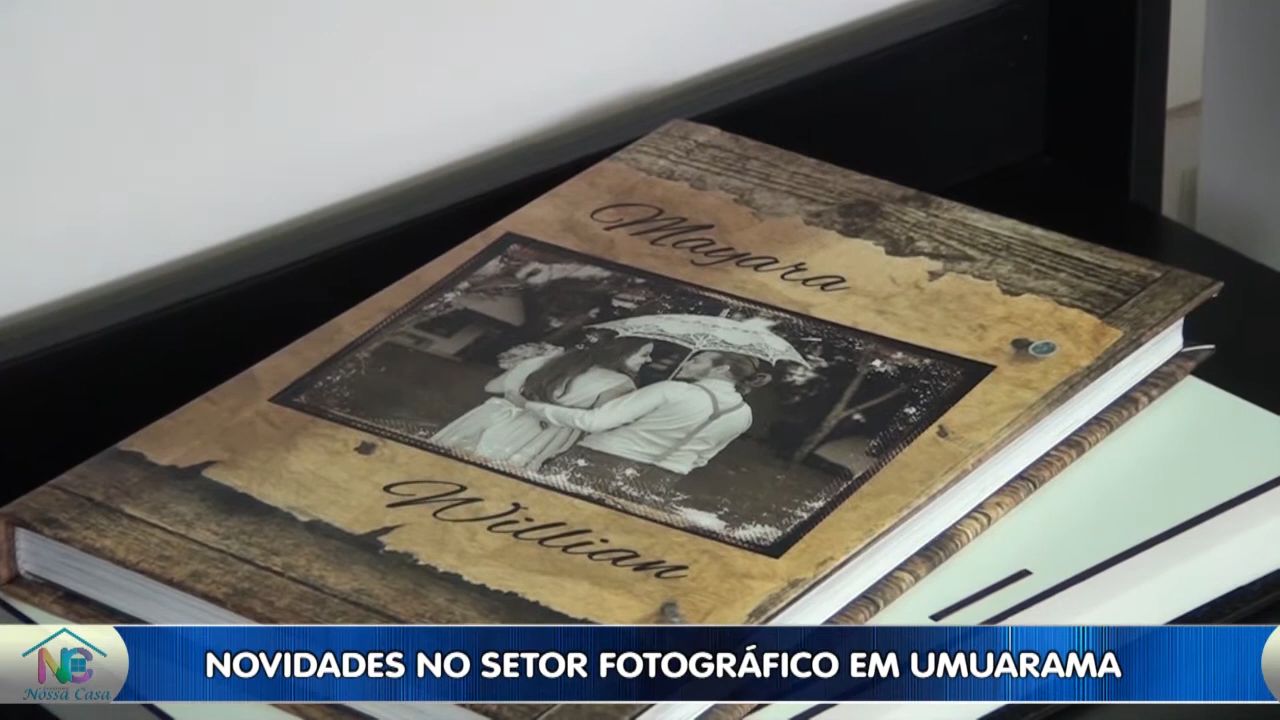 Mayara
Willian
NOVIDADES NO SETOR FOTOGRÁFICO EM UMUARAMA
NC
Nossa Casa